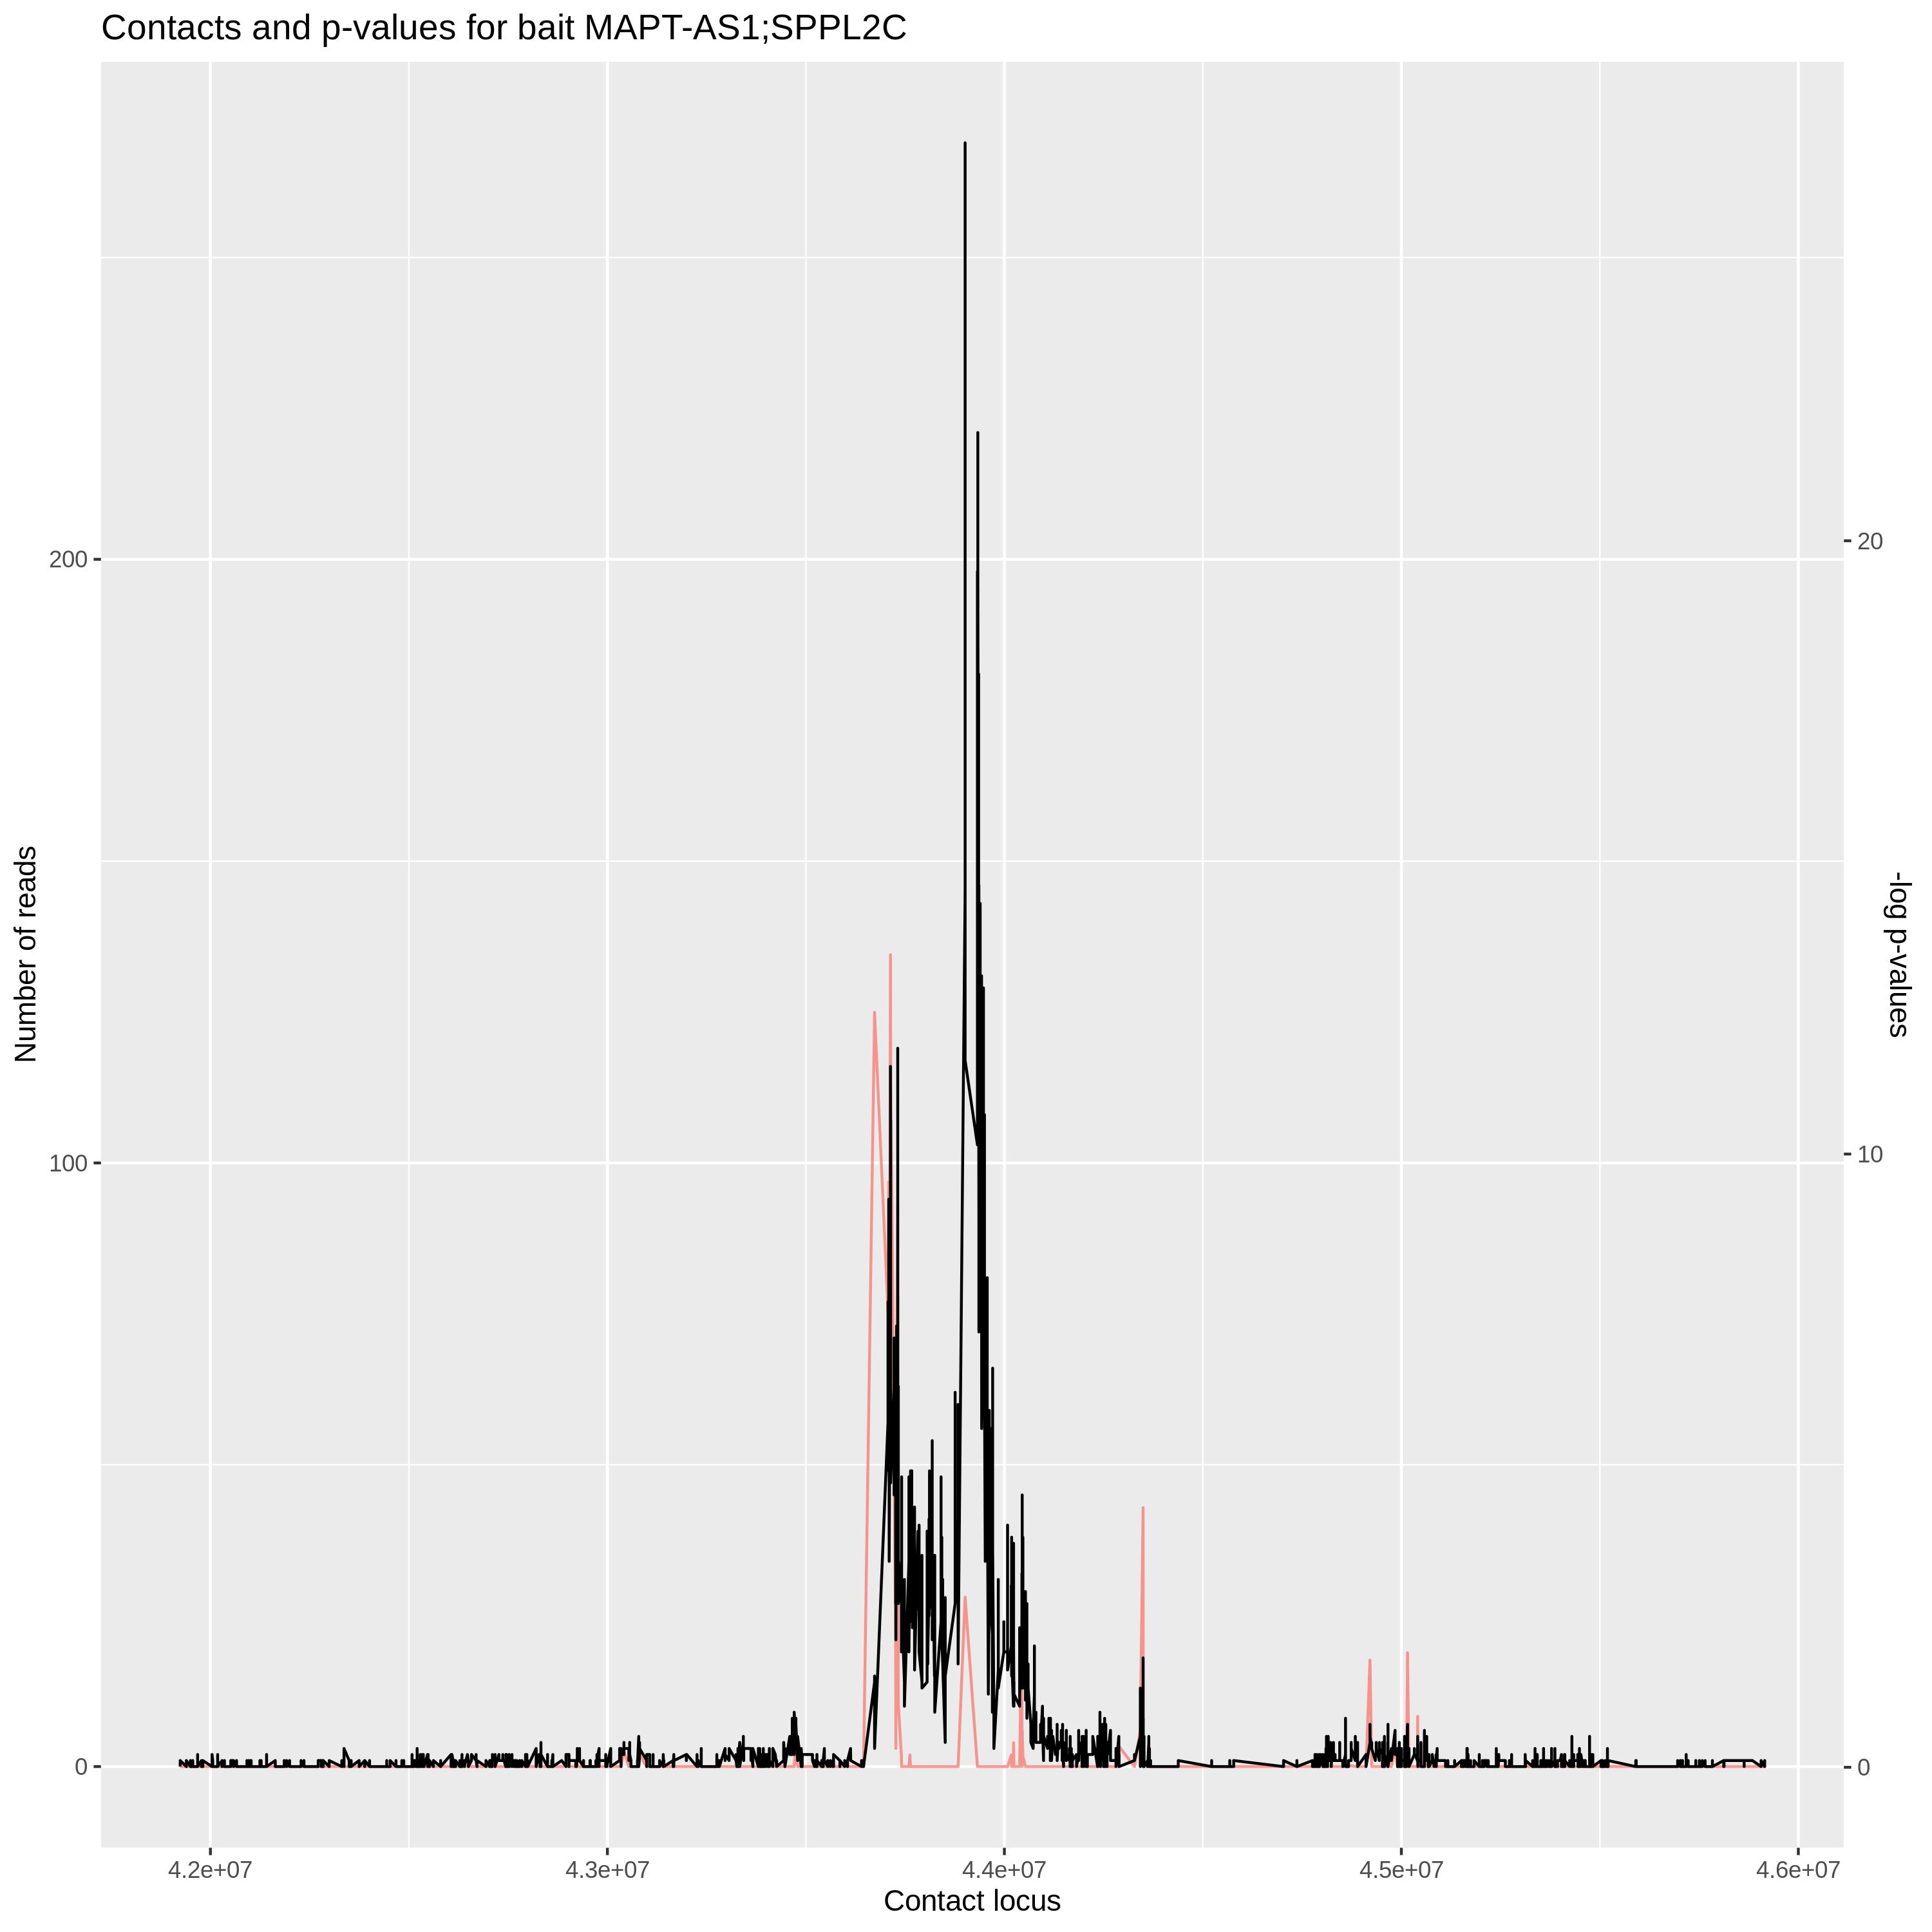 Contacts and p-values for bait MAPT-AS1;SPPL2C
Number of reads
200
100
0
20
10
0
-log p-values
4.2e+07
4.3e+07
4.4e+07
4.5e+07
4.6e+07
Contact locus